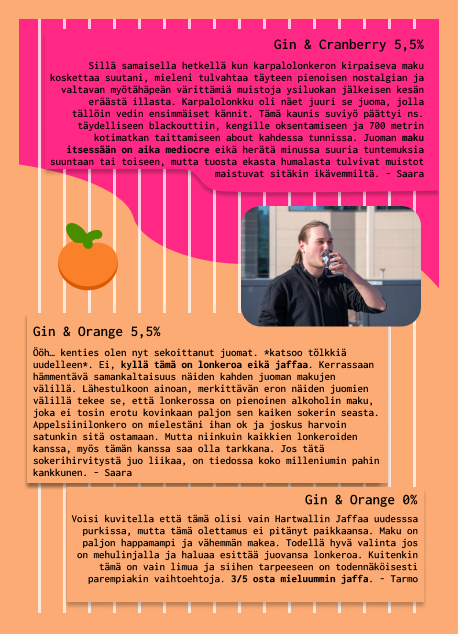 Gin & Cranberry 5,5%
Sillä samaisella hetkellä kun karpalolonkeron kirpaiseva maku
koskettaa suutani, mieleni tulvahtaa täyteen pienoisen nostalgian ja
valtavan myötähäpeän värittämiä muistoja ysiluokan jälkeisen kesän
eräästä illasta. Karpalolonkku oli näet juuri se juoma, jolla
tällöin vedin ensimmäiset kännit. Tämä kaunis suviyö päättyi ns.
täydelliseen blackouttiin, kengille oksentamiseen ja 700 metrin
kotimatkan taittamiseen about kahdessa tunnissa. Juoman maku
itsessään on aika mediocre eikä herätä minussa suuria tuntemuksia
suuntaan tai toiseen, mutta tuosta ekasta humalasta tulvivat muistot
maistuvat sitäkin ikävemmiltä. - Saara
Gin & Orange 5,5%
Ööh… kenties olen nyt sekoittanut juomat. *katsoo tölkkiä
uudelleen*. Ei, kyllä tämä on lonkeroa eikä jaffaa. Kerrassaan
hämmentävä samankaltaisuus näiden kahden juoman makujen
välillä. Lähestulkoon ainoan, merkittävän eron näiden juomien
välillä tekee se, että lonkerossa on pienoinen alkoholin maku,
joka ei tosin erotu kovinkaan paljon sen kaiken sokerin seasta.
Appelsiinilonkero on mielestäni ihan ok ja joskus harvoin
satunkin sitä ostamaan. Mutta niinkuin kaikkien lonkeroiden
kanssa, myös tämän kanssa saa olla tarkkana. Jos tätä
sokerihirvitystä juo liikaa, on tiedossa koko milleniumin pahin
kankkunen. - Saara
Gin & Orange 0%
Voisi kuvitella että tämä olisi vain Hartwallin Jaffaa uudesssa
purkissa, mutta tämä olettamus ei pitänyt paikkaansa. Maku on
paljon happamampi ja vähemmän makea. Todellä hyvä valinta jos
on mehulinjalla ja haluaa esittää juovansa lonkeroa. Kuitenkin
tämä on vain limua ja siihen tarpeeseen on todennäköisesti
parempiakin vaihtoehtoja. 3/5 osta mieluummin jaffa. - Tarmo